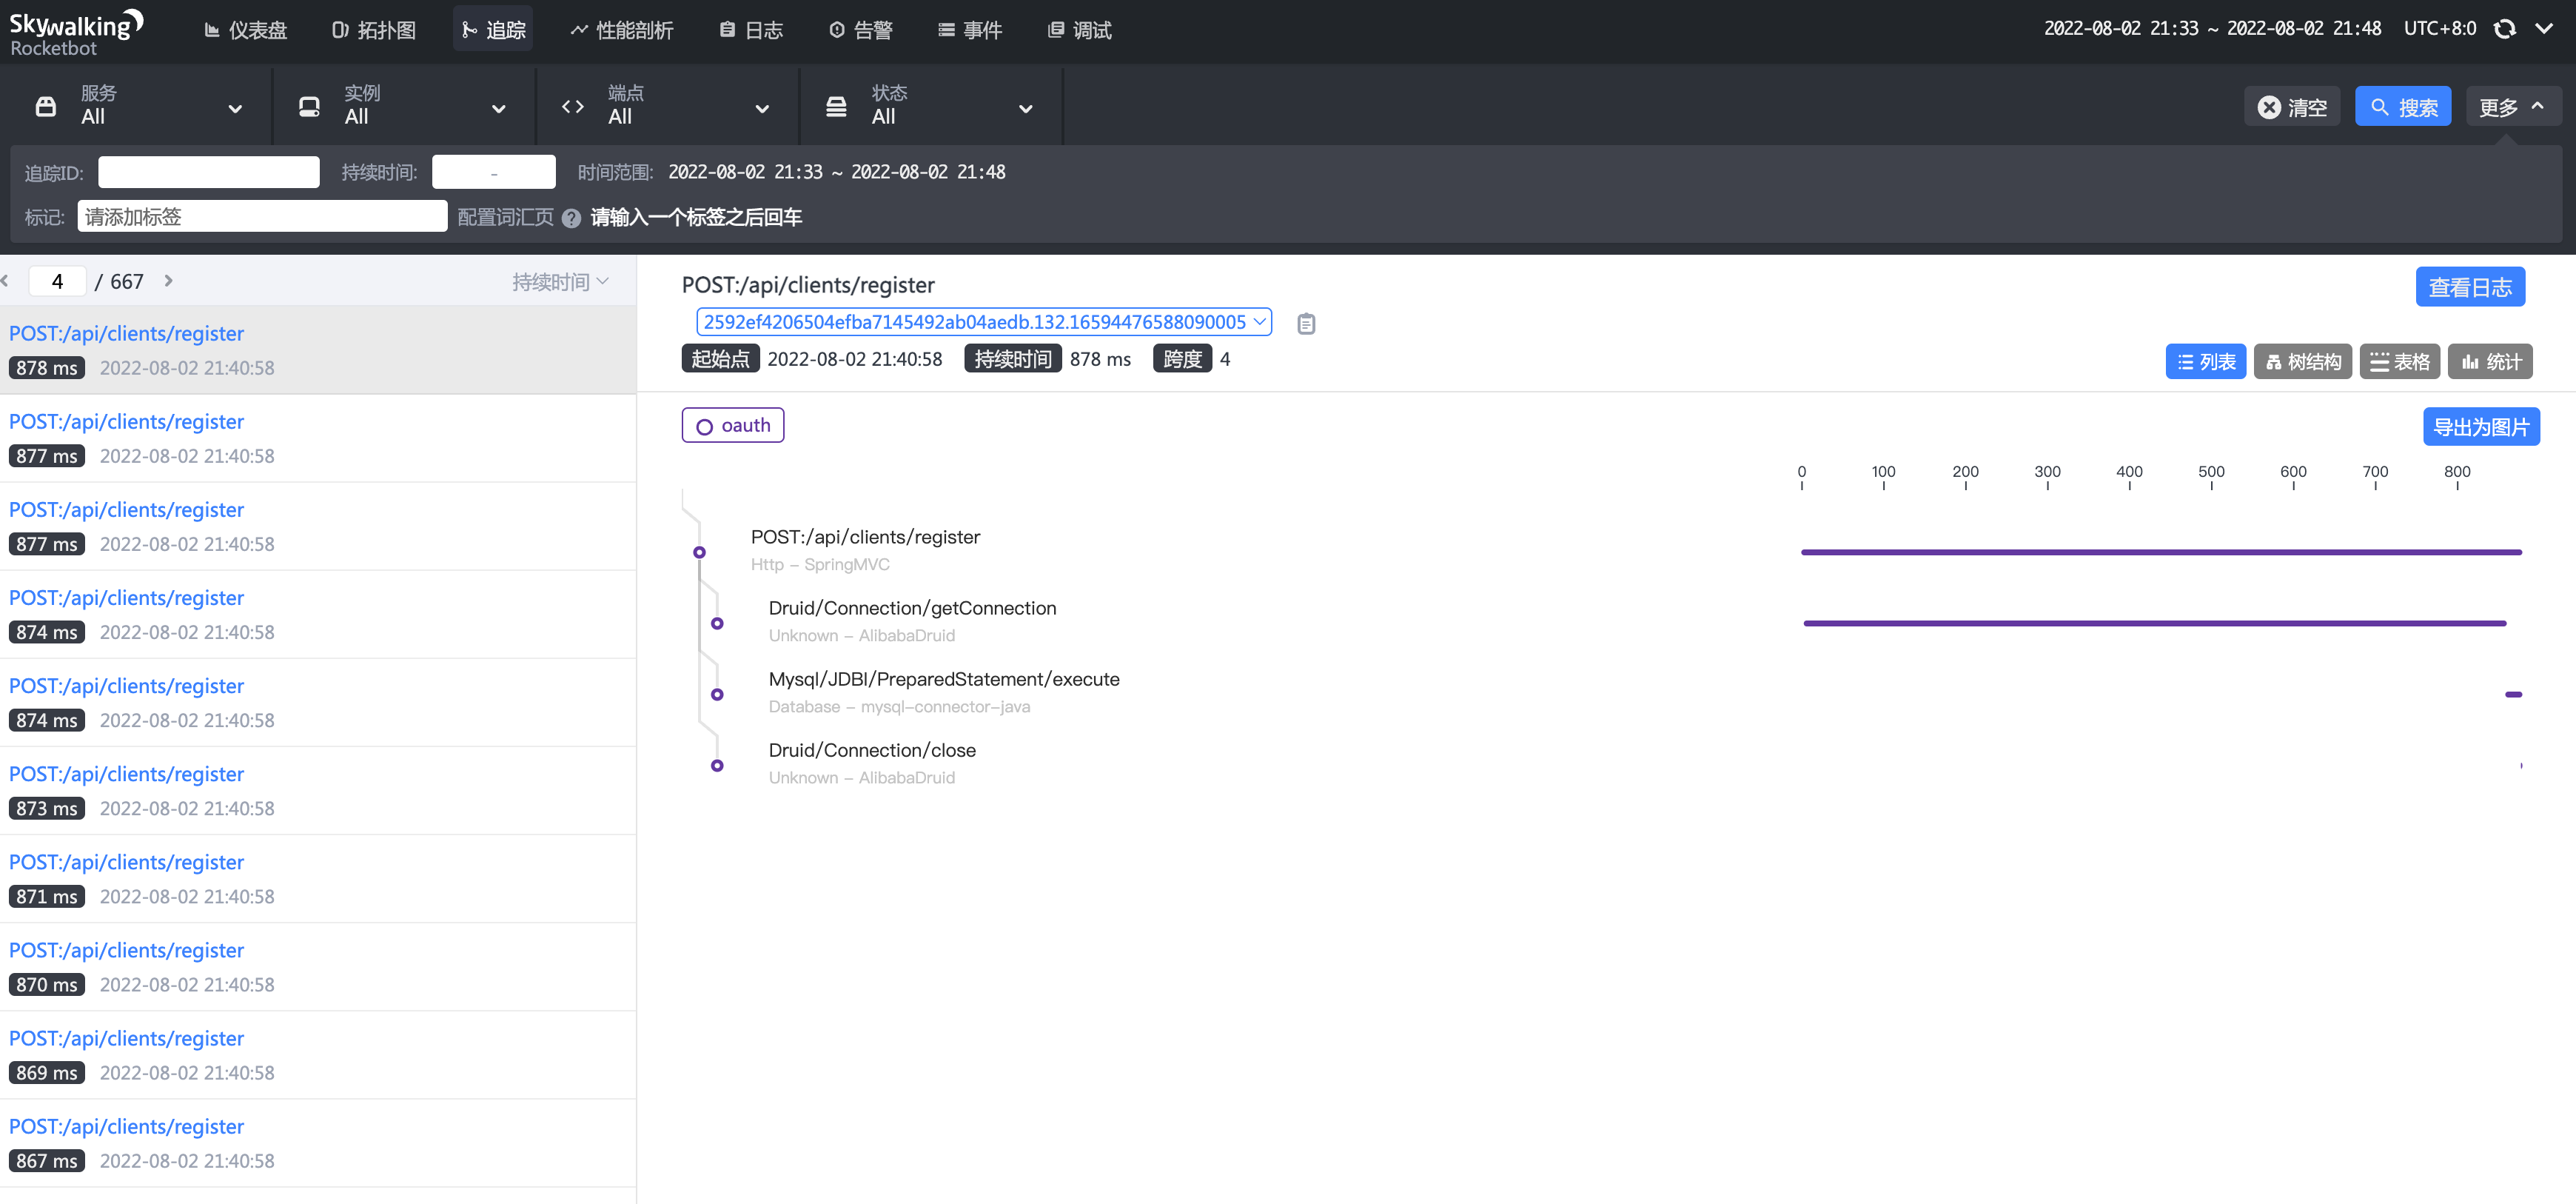 Skywalking
Rocketbot
仪表盘 拓扑图 追踪 性能剖析 日志 告警 事件 调试
2022-08-02 21:33 ~ 2022-08-02 21:48 UTC+8:0
服务
All
实例
All
端点
All
状态
All
清空 搜索 更多
追踪ID: 持续时间: - 时间范围: 2022-08-02 21:33 ~ 2022-08-02 21:48
标记: 请添加标签 配置词汇页 ? 请输入一个标签之后回车
4 / 667 持续时间
POST:/api/clients/register
878 ms 2022-08-02 21:40:58
POST:/api/clients/register
877 ms 2022-08-02 21:40:58
POST:/api/clients/register
877 ms 2022-08-02 21:40:58
POST:/api/clients/register
874 ms 2022-08-02 21:40:58
POST:/api/clients/register
874 ms 2022-08-02 21:40:58
POST:/api/clients/register
873 ms 2022-08-02 21:40:58
POST:/api/clients/register
871 ms 2022-08-02 21:40:58
POST:/api/clients/register
870 ms 2022-08-02 21:40:58
POST:/api/clients/register
869 ms 2022-08-02 21:40:58
POST:/api/clients/register
867 ms 2022-08-02 21:40:58
POST:/api/clients/register
查看日志
2592ef4206504efba7145492ab04aedb.132.16594476588090005
起始点 2022-08-02 21:40:58 持续时间 878 ms 跨度 4
列表 树结构 表格 统计
oauth
导出为图片
0 100 200 300 400 500 600 700 800
POST:/api/clients/register
Http - SpringMVC
Druid/Connection/getConnection
Unknown - AlibabaDruid
Mysql/JDBI/PreparedStatement/execute
Database - mysql-connector-java
Druid/Connection/close
Unknown - AlibabaDruid